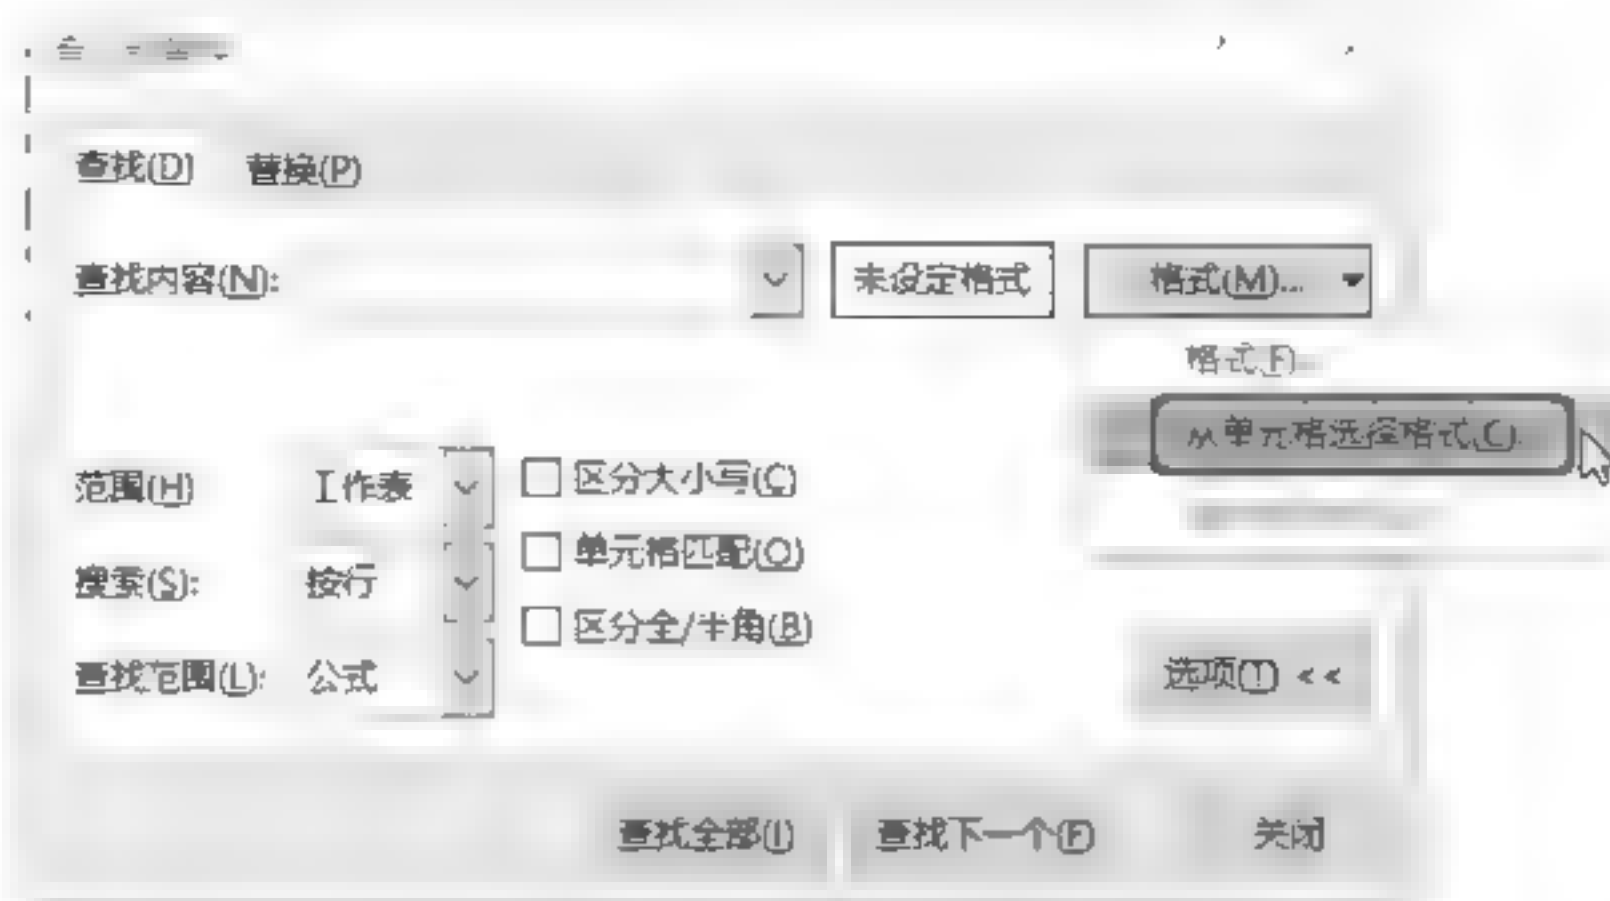 查找(D) 替换(P)
查找内容(N): 未设定格式 格式(M)...
格式(F)...
从单元格选择格式(C)...
范围(H) 工作表 区分大小写(C)
单元格匹配(O)
搜索(S): 按行
区分全/半角(B)
查找范围(L): 公式 选项(T) <<
查找全部(I) 查找下一个(F) 关闭